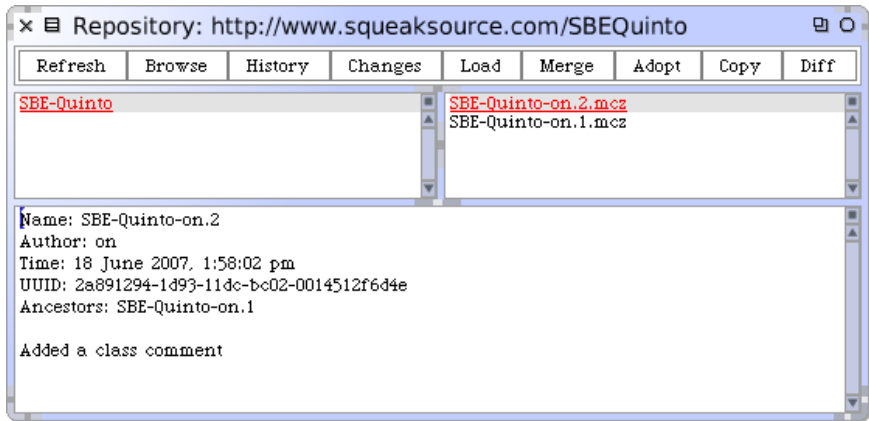 Repository: http://www.squeaksource.com/SBEQuinto
Refresh Browse History Changes Load Merge Adopt Copy Diff
SBE-Quinto
SBE-Quinto-on.2.mcz
SBE-Quinto-on.1.mcz
Name: SBE-Quinto-on.2
Author: on
Time: 18 June 2007, 1:58:02 pm
UUID: 2a891294-1d93-11dc-bc02-0014512f6d4e
Ancestors: SBE-Quinto-on.1
Added a class comment